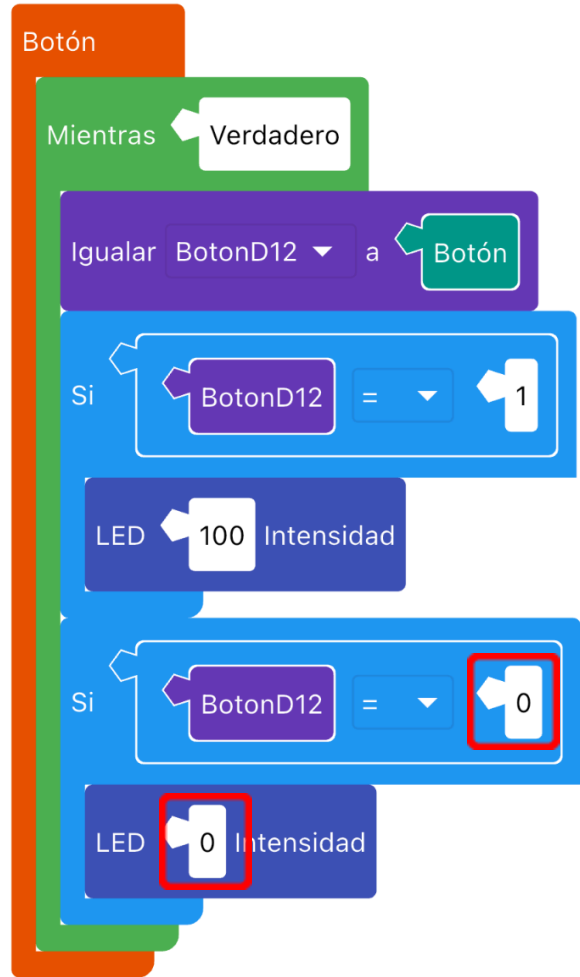 Botón
Mientras Verdadero
Igualar BotonD12 a Botón
Si BotonD12 = 1
LED 100 Intensidad
Si BotonD12 = 0
LED 0 Intensidad